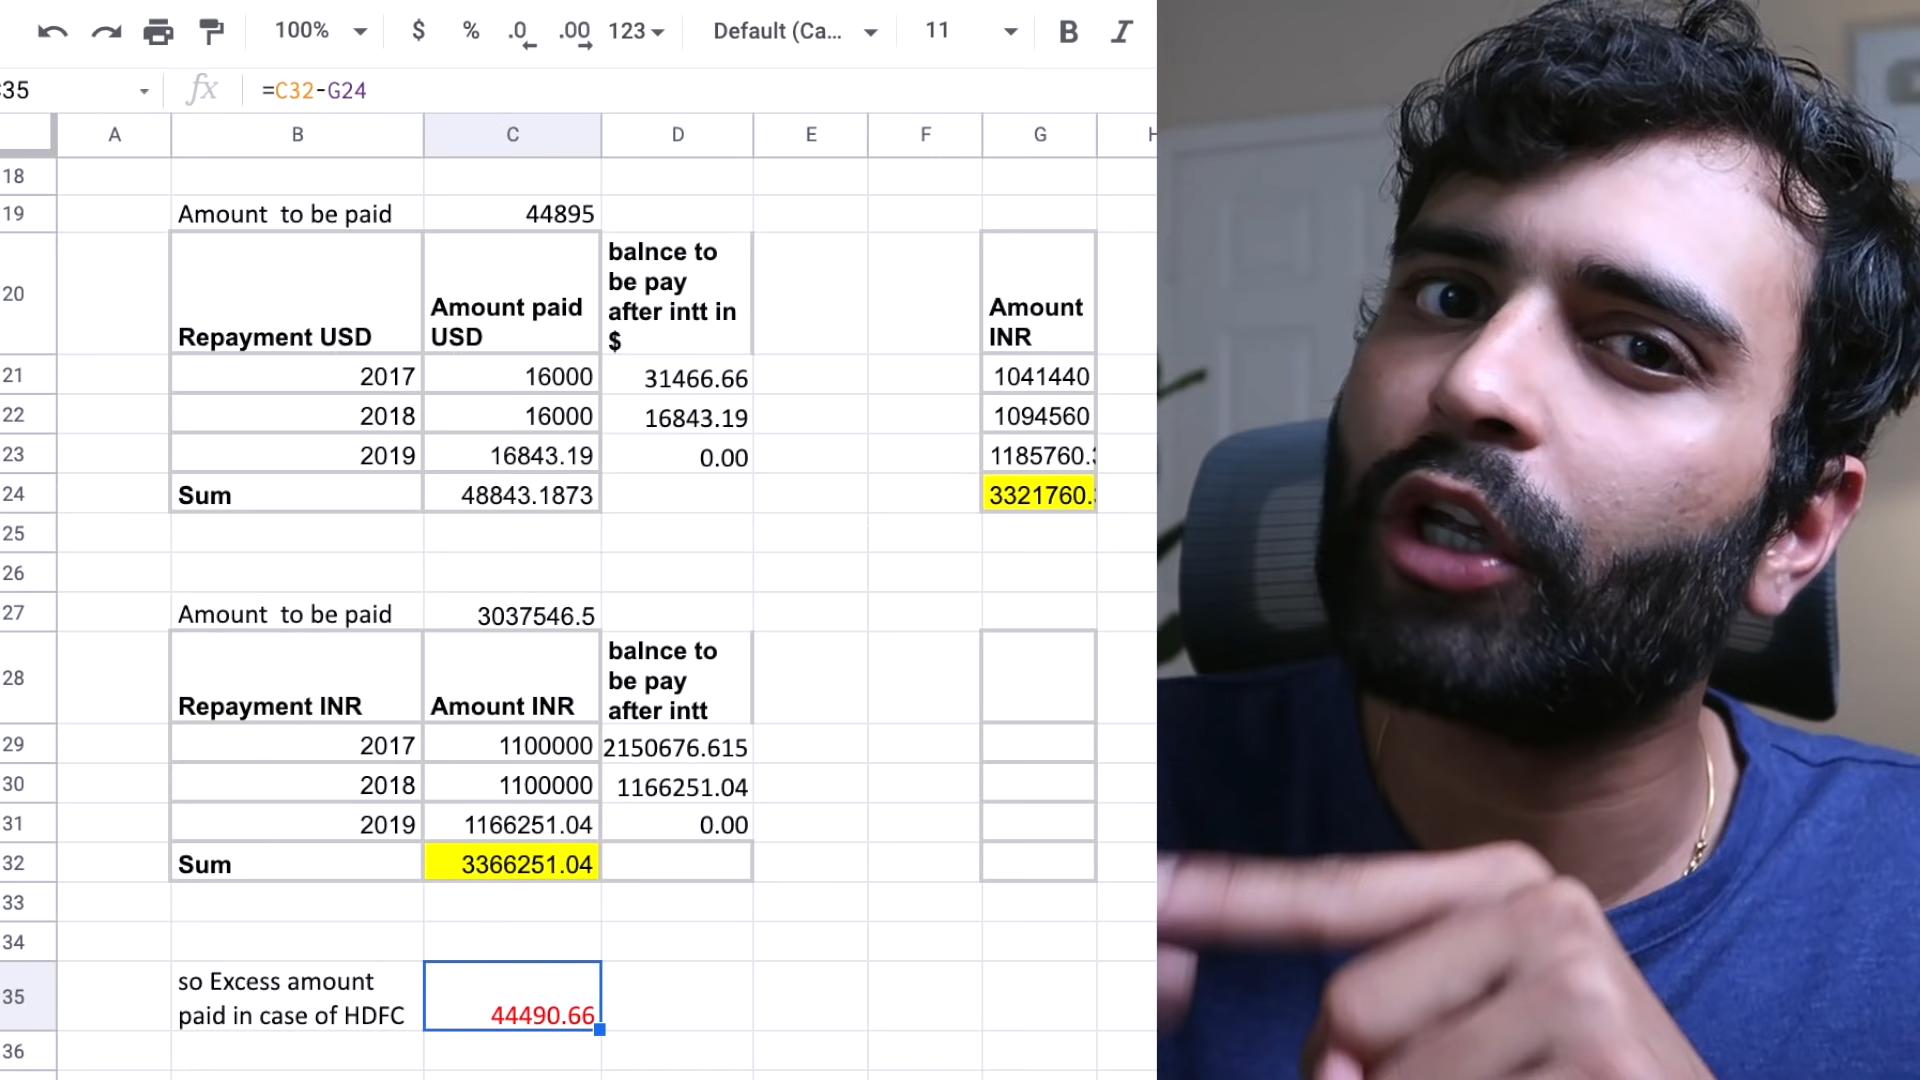 100% $ % .0 .00 123 Default (Ca... 11 B I
35 fx =C32-G24
A B C D E F G H
18
19 Amount to be paid 44895
20 Repayment USD Amount paid USD balnce to be pay after intt in $ Amount INR
21 2017 16000 31466.66 1041440
22 2018 16000 16843.19 1094560
23 2019 16843.19 0.00 1185760.
24 Sum 48843.1873 3321760.
25
26
27 Amount to be paid 3037546.5
28 Repayment INR Amount INR balnce to be pay after intt
29 2017 1100000 2150676.615
30 2018 1100000 1166251.04
31 2019 1166251.04 0.00
32 Sum 3366251.04
33
34
35 so Excess amount paid in case of HDFC 44490.66
36